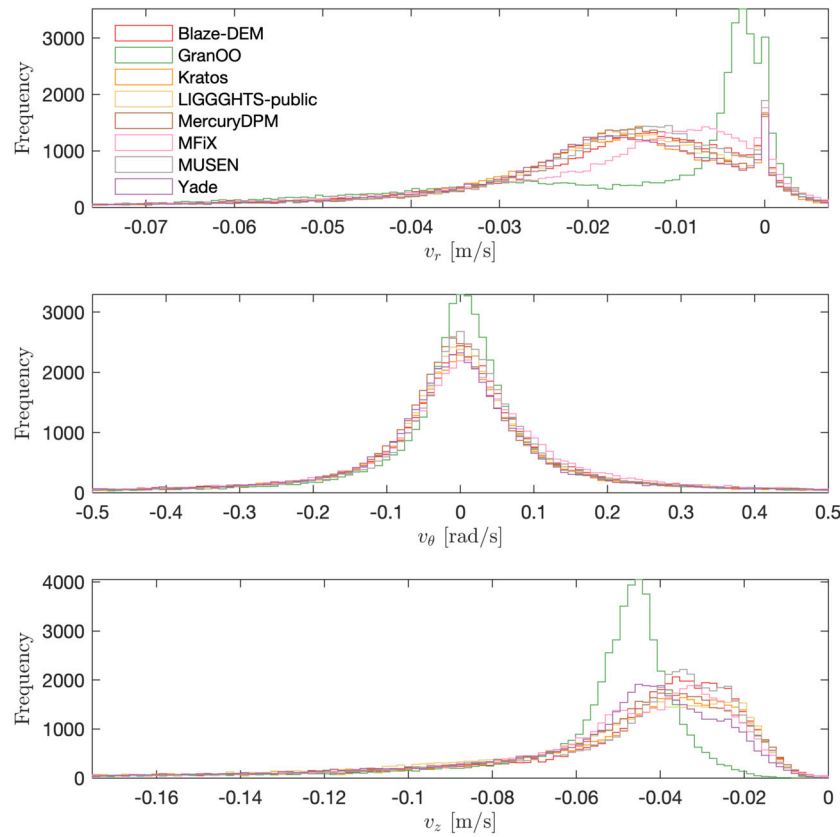 3000
2000
1000
0
Frequency
Blaze-DEM
GranOO
Kratos
LIGGGHTS-public
MercuryDPM
MFiX
MUSEN
Yade
-0.07 -0.06 -0.05 -0.04 -0.03 -0.02 -0.01 0
v_r [m/s]
3000
2000
1000
0
Frequency
-0.5 -0.4 -0.3 -0.2 -0.1 0 0.1 0.2 0.3 0.4 0.5
v_θ [rad/s]
4000
3000
2000
1000
0
Frequency
-0.16 -0.14 -0.12 -0.1 -0.08 -0.06 -0.04 -0.02 0
v_z [m/s]